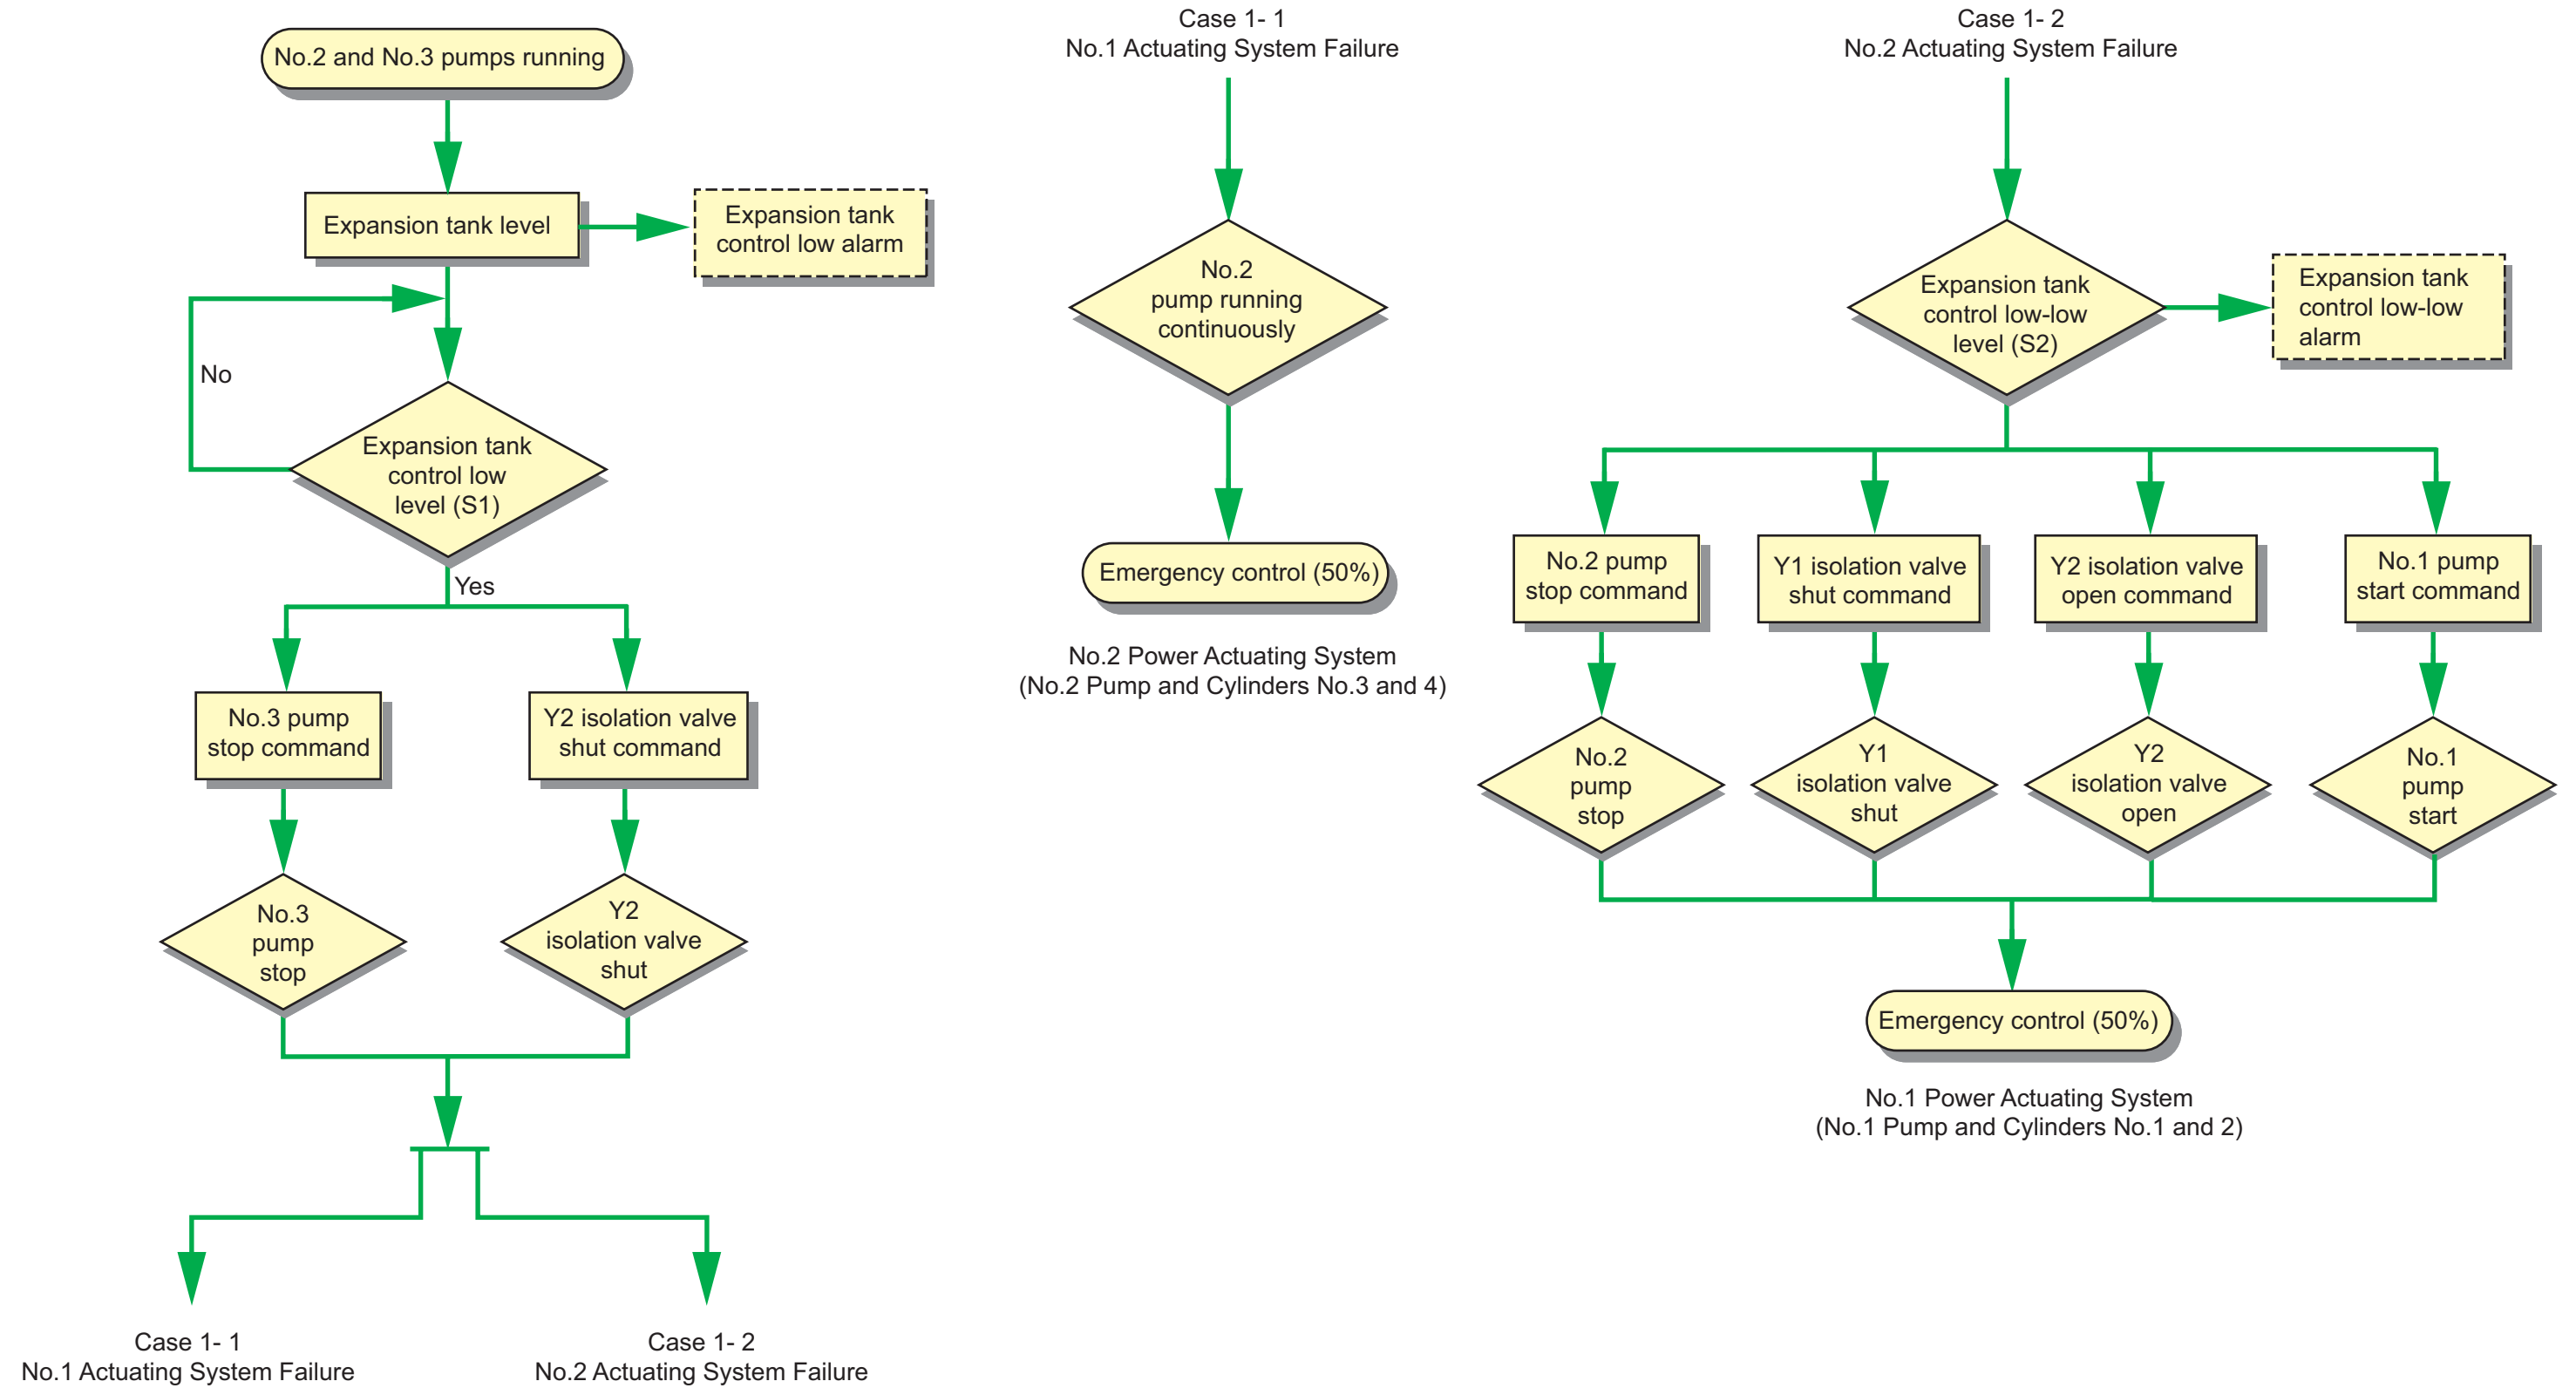 No.2 and No.3 pumps running
Expansion tank level
Expansion tank
control low alarm
No
Expansion tank
control low
level (S1)
Yes
No.3 pump
stop command
Y2 isolation valve
shut command
No.3
pump
stop
Y2
isolation valve
shut
Case 1- 1
No.1 Actuating System Failure
Case 1- 2
No.2 Actuating System Failure
Case 1- 1
No.1 Actuating System Failure
No.2
pump running
continuously
Emergency control (50%)
No.2 Power Actuating System
(No.2 Pump and Cylinders No.3 and 4)
Case 1- 2
No.2 Actuating System Failure
Expansion tank
control low-low
level (S2)
Expansion tank
control low-low
alarm
No.2 pump
stop command
Y1 isolation valve
shut command
Y2 isolation valve
open command
No.1 pump
start command
No.2
pump
stop
Y1
isolation valve
shut
Y2
isolation valve
open
No.1
pump
start
Emergency control (50%)
No.1 Power Actuating System
(No.1 Pump and Cylinders No.1 and 2)